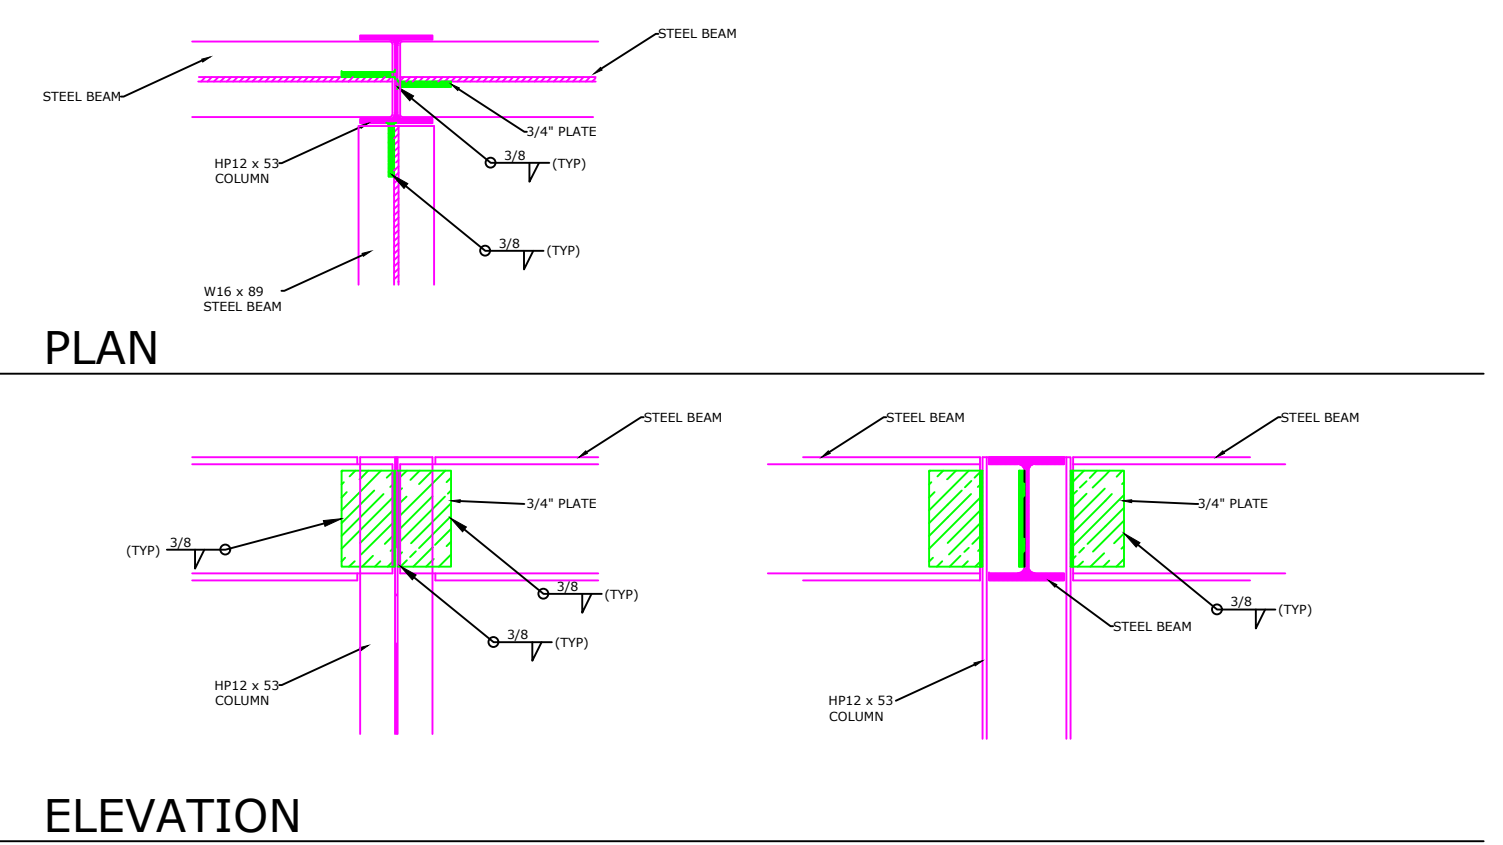 STEEL BEAM
STEEL BEAM
3/4" PLATE
3/8 (TYP)
HP12 x 53
COLUMN
3/8 (TYP)
W16 x 89
STEEL BEAM
PLAN
STEEL BEAM
STEEL BEAM
STEEL BEAM
3/4" PLATE
3/4" PLATE
(TYP) 3/8
3/8 (TYP)
3/8 (TYP)
STEEL BEAM
3/8 (TYP)
HP12 x 53
COLUMN
HP12 x 53
COLUMN
ELEVATION